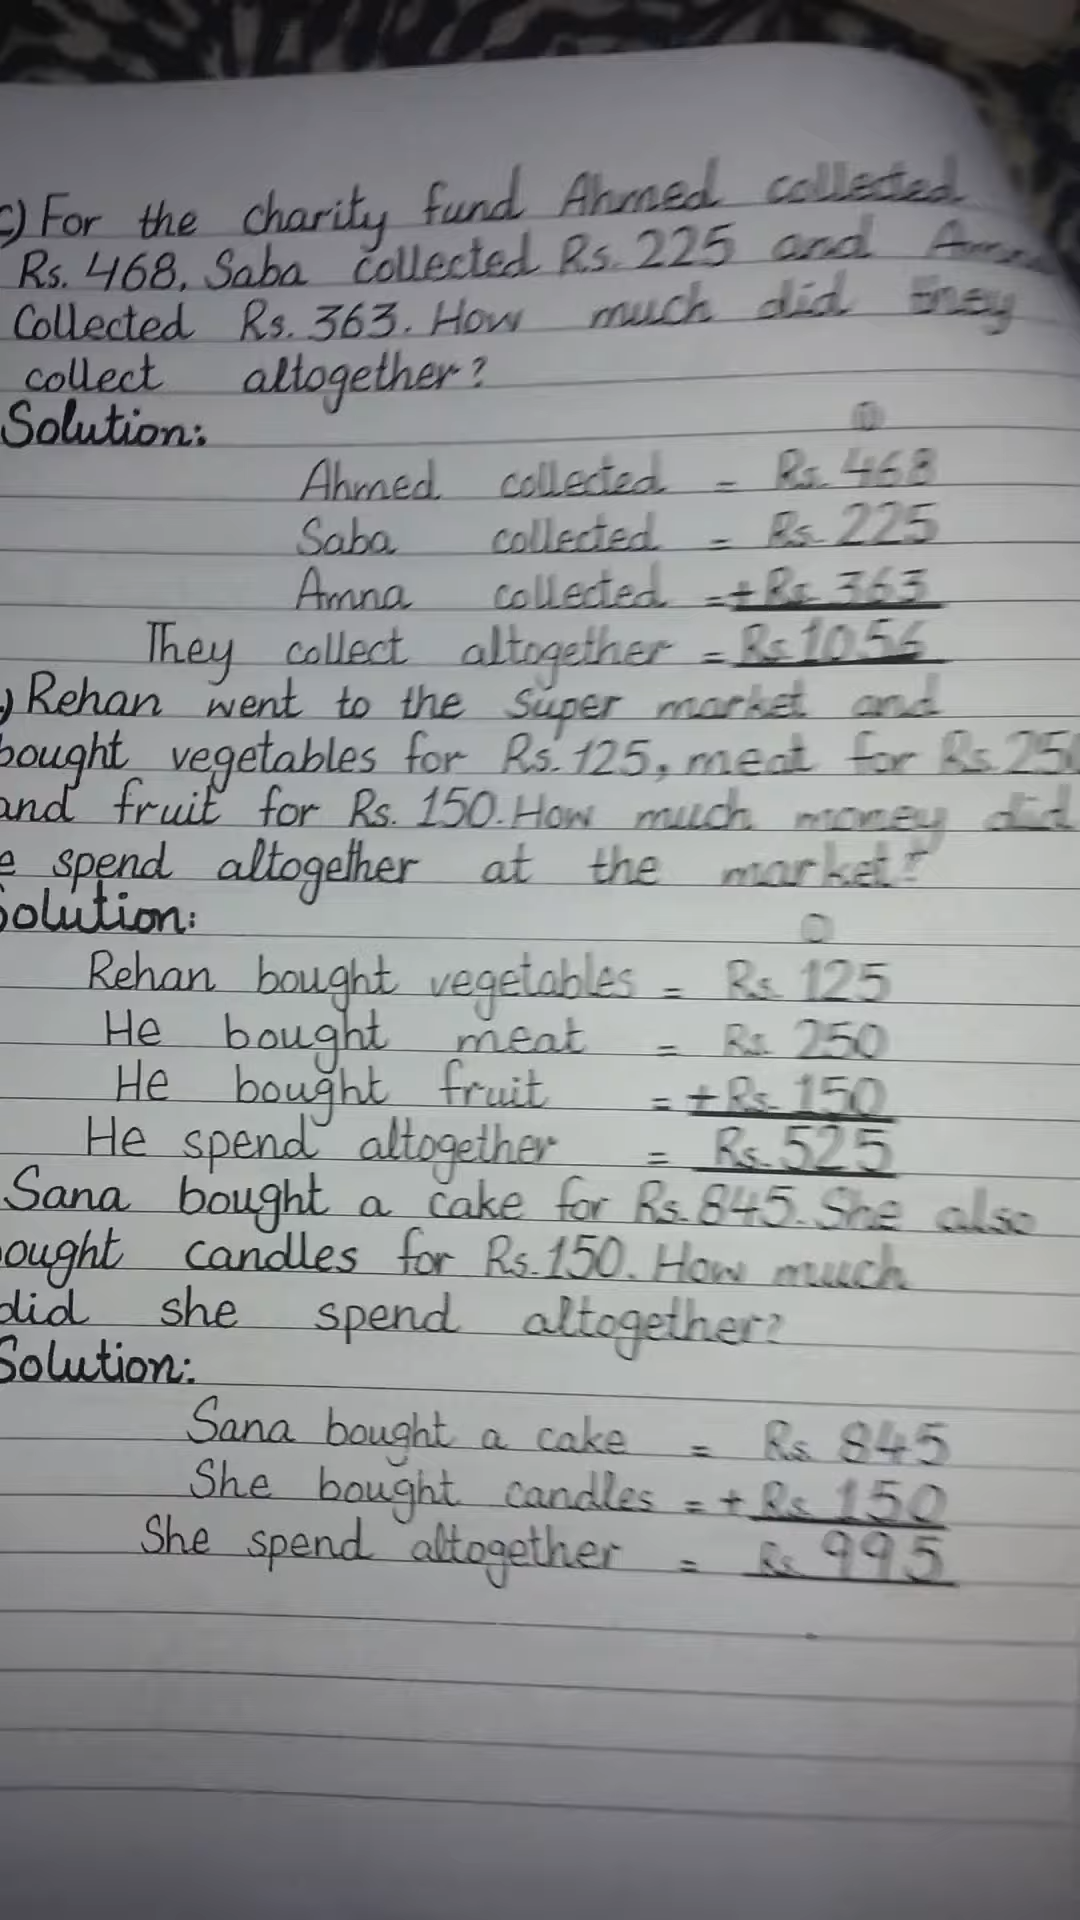 c) For the charity fund Ahmed collected
Rs. 468, Saba collected Rs. 225 and
Collected Rs. 363. How much did they
collect altogether?
Solution:
Ahmed collected = Rs. 468
Saba collected = Rs. 225
Amna collected =+ Rs. 363
They collect altogether = Rs 1056
Rehan went to the super market and
bought vegetables for Rs. 125, meat for Rs. 250
and fruit for Rs. 150. How much money did
e spend altogether at the market?
Solution:
Rehan bought vegetables = Rs. 125
He bought meat = Rs. 250
He bought fruit = + Rs. 150
He spend altogether = Rs. 525
Sana bought a cake for Rs. 845. She also
ought candles for Rs. 150. How much
did she spend altogether?
Solution:
Sana bought a cake = Rs. 845
She bought candles = + Rs 150
She spend altogether = Rs 995